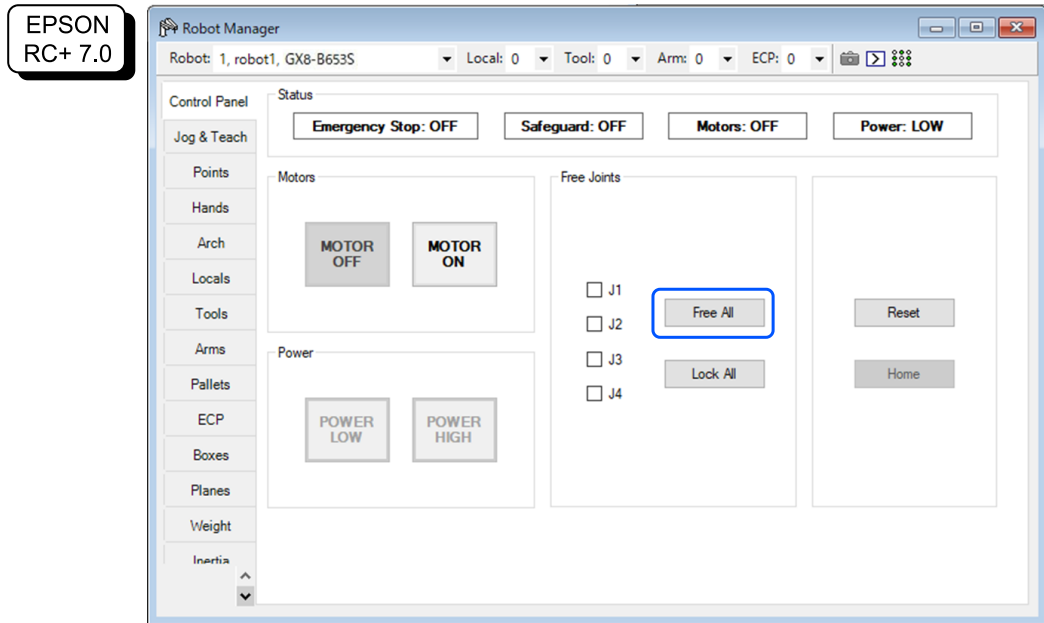 EPSON
RC+ 7.0
Robot Manager
Robot: 1, robot1, GX8-B653S Local: 0 Tool: 0 Arm: 0 ECP: 0
Control Panel
Jog & Teach
Points
Hands
Arch
Locals
Tools
Arms
Pallets
ECP
Boxes
Planes
Weight
Inertia
Status
Emergency Stop: OFF Safeguard: OFF Motors: OFF Power: LOW
Motors
MOTOR
OFF
MOTOR
ON
Power
POWER
LOW
POWER
HIGH
Free Joints
J1
J2
J3
J4
Free All
Lock All
Reset
Home